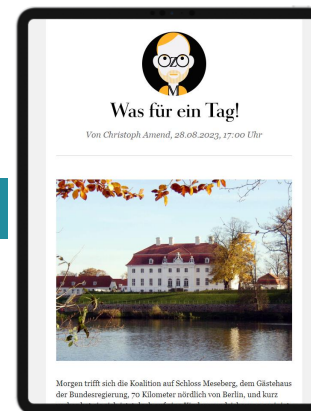 OZ
M
Was für ein Tag!
Von Christoph Amend, 28.08.2023, 17:00 Uhr
Morgen trifft sich die Koalition auf Schloss Meseberg, dem Gästehaus
der Bundesregierung, 70 Kilometer nördlich von Berlin, und kurz